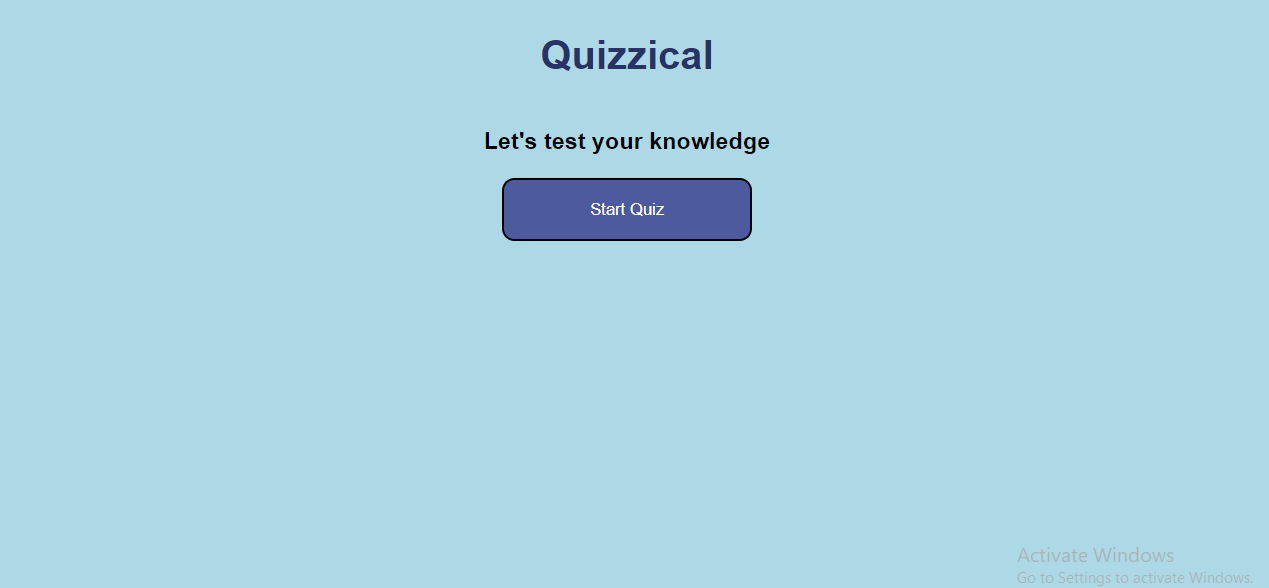 Quizzical
Let's test your knowledge
Start Quiz
Activate Windows
Go to Settings to activate Windows.